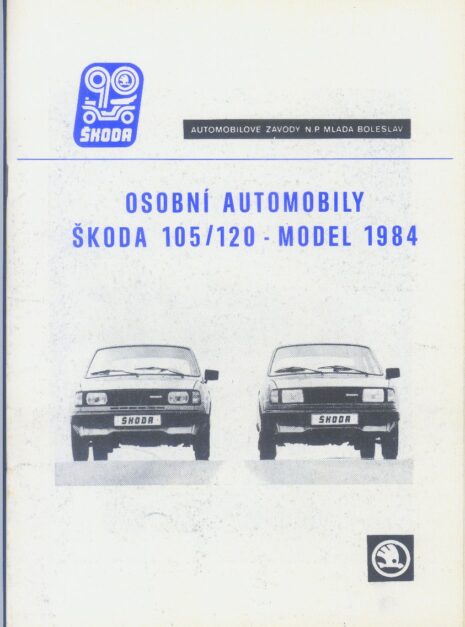 90
ŠKODA
AUTOMOBILOVÉ ZÁVODY N.P. MLADÁ BOLESLAV
OSOBNÍ AUTOMOBILY
ŠKODA 105/120 - MODEL 1984
ŠKODA
ŠKODA